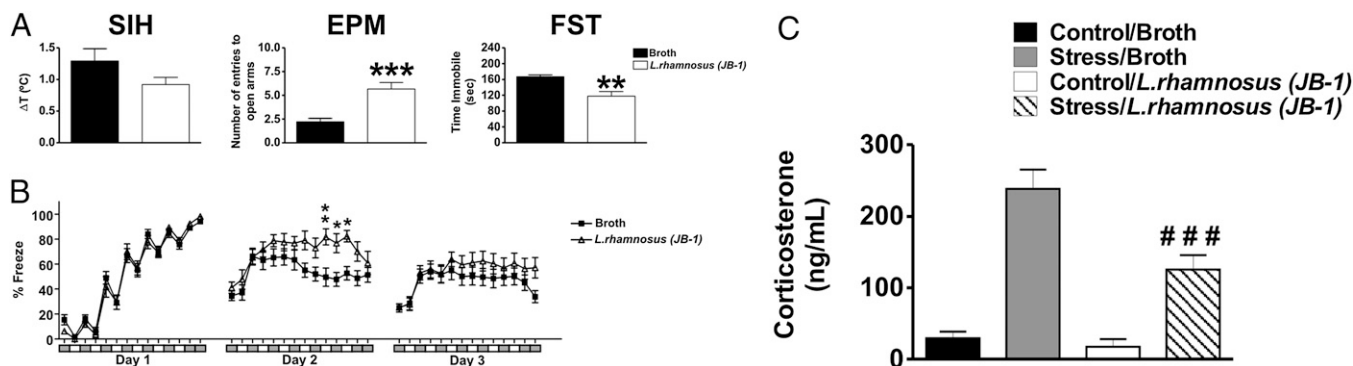 A
SIH
EPM
FST
ΔT (ºC)
1.5
1.0
0.5
0.0
Number of entries to
open arms
10.0
7.5
5.0
2.5
0.0
***
Time Immobile
(sec)
200
160
120
80
40
0
**
Broth
L.rhamnosus (JB-1)
B
% Freeze
100
80
60
40
20
0
*
* * *
Broth
L.rhamnosus (JB-1)
Day 1
Day 2
Day 3
C
Control/Broth
Stress/Broth
Control/L.rhamnosus (JB-1)
Stress/L.rhamnosus (JB-1)
Corticosterone
(ng/mL)
300
200
100
0
# # #